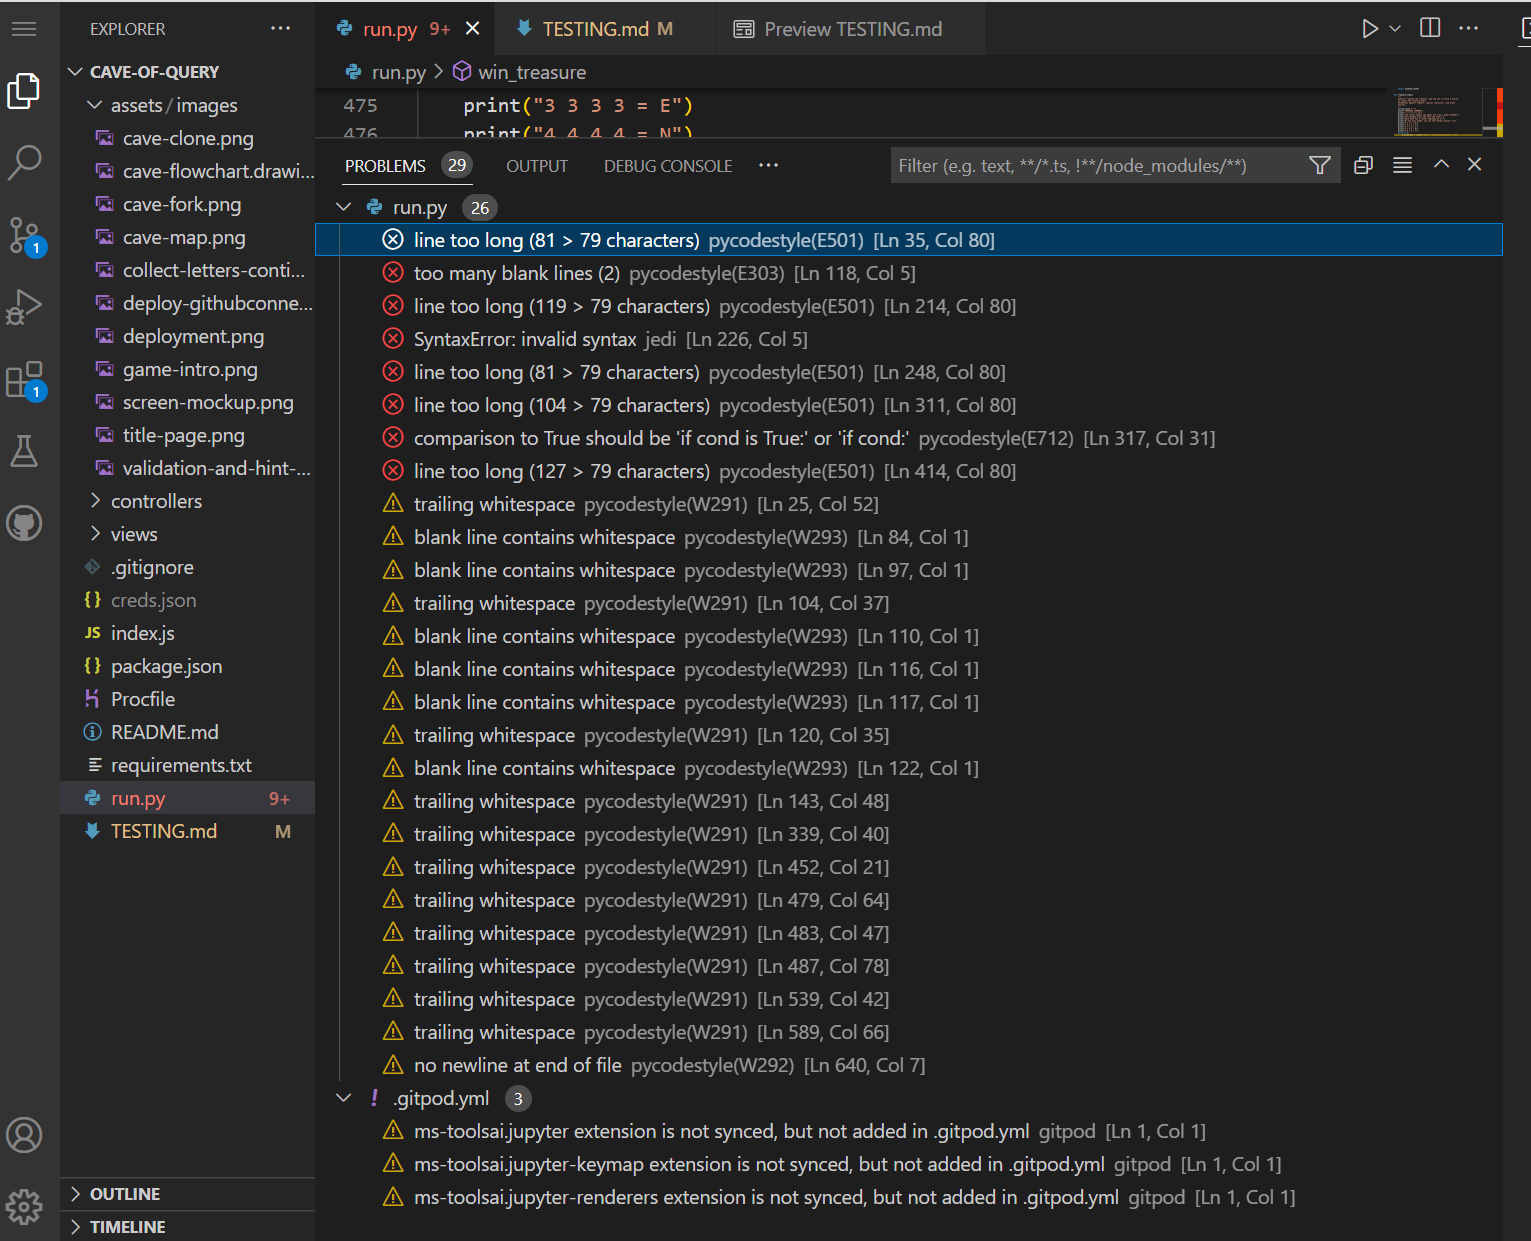 EXPLORER
run.py 9+
TESTING.md M
Preview TESTING.md
CAVE-OF-QUERY
assets / images
cave-clone.png
cave-flowchart.drawi...
cave-fork.png
cave-map.png
collect-letters-conti...
deploy-githubconne...
deployment.png
game-intro.png
screen-mockup.png
title-page.png
validation-and-hint-...
controllers
views
.gitignore
{} creds.json
JS index.js
{} package.json
Procfile
README.md
requirements.txt
run.py 9+
TESTING.md M
OUTLINE
TIMELINE
1
1
run.py > win_treasure
475 print("3 3 3 3 = E")
476 print("4 4 4 4 = N")
PROBLEMS 29 OUTPUT DEBUG CONSOLE
Filter (e.g. text, **/*.ts, !**/node_modules/**)
run.py 26
line too long (81 > 79 characters) pycodestyle(E501) [Ln 35, Col 80]
too many blank lines (2) pycodestyle(E303) [Ln 118, Col 5]
line too long (119 > 79 characters) pycodestyle(E501) [Ln 214, Col 80]
SyntaxError: invalid syntax jedi [Ln 226, Col 5]
line too long (81 > 79 characters) pycodestyle(E501) [Ln 248, Col 80]
line too long (104 > 79 characters) pycodestyle(E501) [Ln 311, Col 80]
comparison to True should be 'if cond is True:' or 'if cond:' pycodestyle(E712) [Ln 317, Col 31]
line too long (127 > 79 characters) pycodestyle(E501) [Ln 414, Col 80]
trailing whitespace pycodestyle(W291) [Ln 25, Col 52]
blank line contains whitespace pycodestyle(W293) [Ln 84, Col 1]
blank line contains whitespace pycodestyle(W293) [Ln 97, Col 1]
trailing whitespace pycodestyle(W291) [Ln 104, Col 37]
blank line contains whitespace pycodestyle(W293) [Ln 110, Col 1]
blank line contains whitespace pycodestyle(W293) [Ln 116, Col 1]
blank line contains whitespace pycodestyle(W293) [Ln 117, Col 1]
trailing whitespace pycodestyle(W291) [Ln 120, Col 35]
blank line contains whitespace pycodestyle(W293) [Ln 122, Col 1]
trailing whitespace pycodestyle(W291) [Ln 143, Col 48]
trailing whitespace pycodestyle(W291) [Ln 339, Col 40]
trailing whitespace pycodestyle(W291) [Ln 452, Col 21]
trailing whitespace pycodestyle(W291) [Ln 479, Col 64]
trailing whitespace pycodestyle(W291) [Ln 483, Col 47]
trailing whitespace pycodestyle(W291) [Ln 487, Col 78]
trailing whitespace pycodestyle(W291) [Ln 539, Col 42]
trailing whitespace pycodestyle(W291) [Ln 589, Col 66]
no newline at end of file pycodestyle(W292) [Ln 640, Col 7]
! .gitpod.yml 3
ms-toolsai.jupyter extension is not synced, but not added in .gitpod.yml gitpod [Ln 1, Col 1]
ms-toolsai.jupyter-keymap extension is not synced, but not added in .gitpod.yml gitpod [Ln 1, Col 1]
ms-toolsai.jupyter-renderers extension is not synced, but not added in .gitpod.yml gitpod [Ln 1, Col 1]